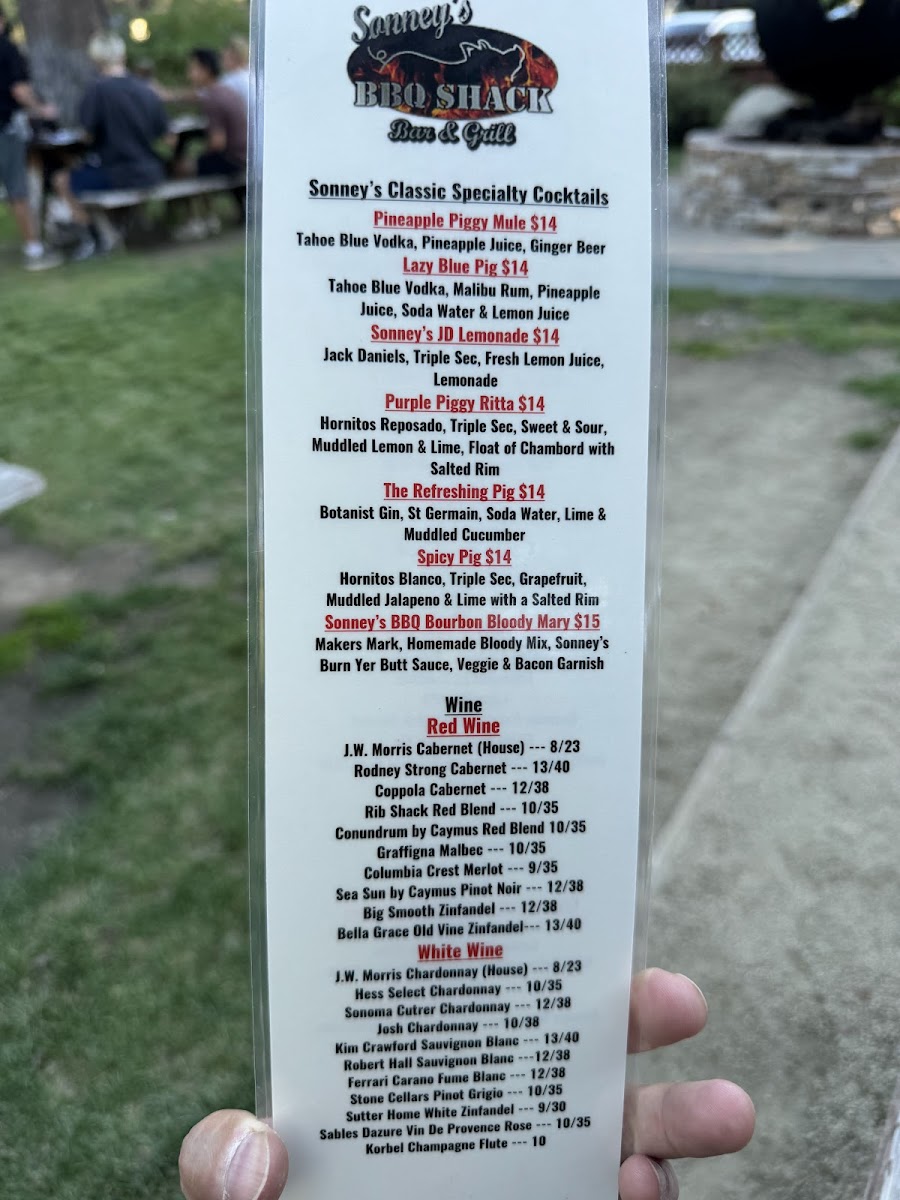 Sonney's
BBQ SHACK
Bar & Grill
Sonney's Classic Specialty Cocktails
Pineapple Piggy Mule $14
Tahoe Blue Vodka, Pineapple Juice, Ginger Beer
Lazy Blue Pig $14
Tahoe Blue Vodka, Malibu Rum, Pineapple
Juice, Soda Water & Lemon Juice
Sonney's JD Lemonade $14
Jack Daniels, Triple Sec, Fresh Lemon Juice,
Lemonade
Purple Piggy Ritta $14
Hornitos Reposado, Triple Sec, Sweet & Sour,
Muddled Lemon & Lime, Float of Chambord with
Salted Rim
The Refreshing Pig $14
Botanist Gin, St Germain, Soda Water, Lime &
Muddled Cucumber
Spicy Pig $14
Hornitos Blanco, Triple Sec, Grapefruit,
Muddled Jalapeno & Lime with a Salted Rim
Sonney's BBQ Bourbon Bloody Mary $15
Makers Mark, Homemade Bloody Mix, Sonney's
Burn Yer Butt Sauce, Veggie & Bacon Garnish
Wine
Red Wine
J.W. Morris Cabernet (House) --- 8/23
Rodney Strong Cabernet --- 13/40
Coppola Cabernet --- 12/38
Rib Shack Red Blend --- 10/35
Conundrum by Caymus Red Blend 10/35
Graffigna Malbec --- 10/35
Columbia Crest Merlot --- 9/35
Sea Sun by Caymus Pinot Noir --- 12/38
Big Smooth Zinfandel --- 12/38
Bella Grace Old Vine Zinfandel--- 13/40
White Wine
J.W. Morris Chardonnay (House) --- 8/23
Hess Select Chardonnay --- 10/35
Sonoma Cutrer Chardonnay --- 12/38
Josh Chardonnay --- 10/38
Kim Crawford Sauvignon Blanc --- 13/40
Robert Hall Sauvignon Blanc ---12/38
Ferrari Carano Fume Blanc --- 12/38
Stone Cellars Pinot Grigio --- 10/35
Sutter Home White Zinfandel --- 9/30
Sables Dazure Vin De Provence Rose --- 10/35
Korbel Champagne Flute --- 10